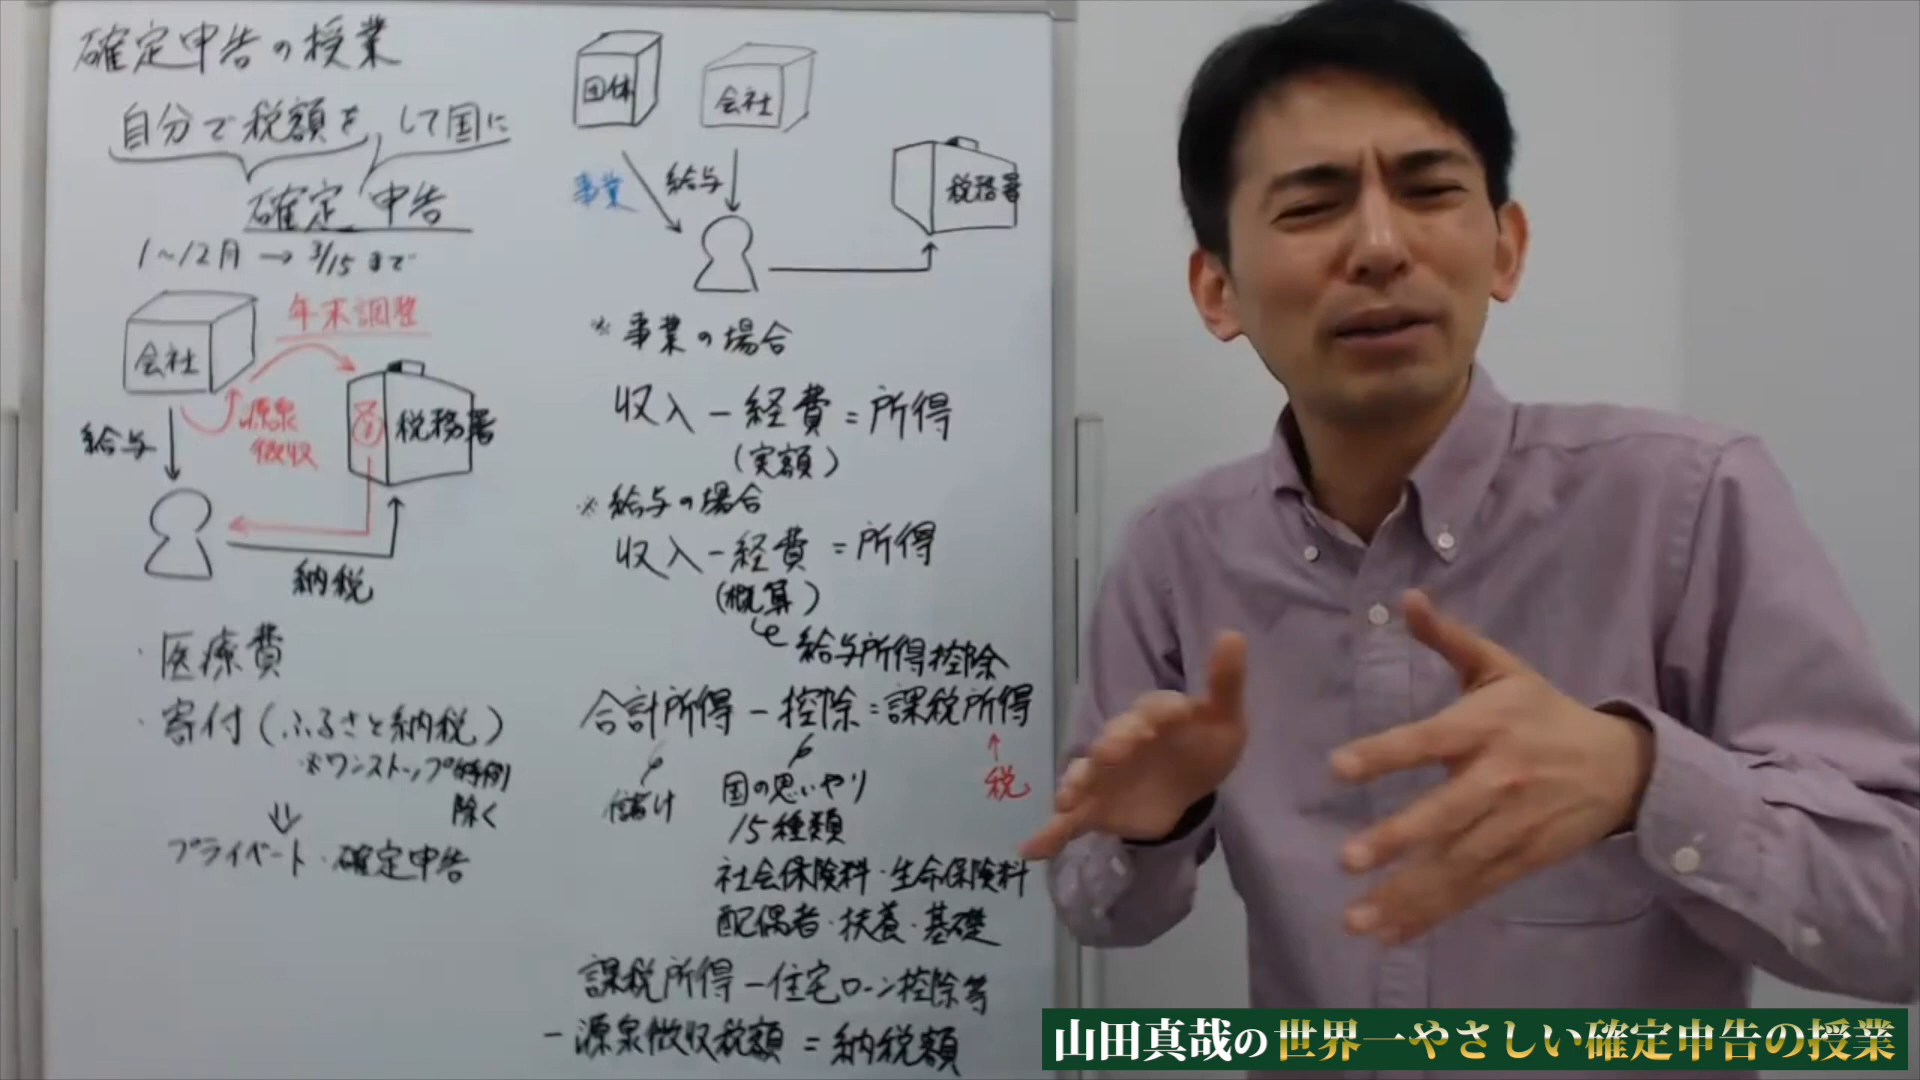 確定申告の授業
自分で税額を、して国に
確定 申告
1〜12月 → 3/15まで
年末調整
会社
源泉
徴収
税務署
給与
納税
・医療費
・寄付(ふるさと納税)
※ワンストップ特例
除く
⇓
プライベート・確定申告
団体
会社
事業
給与
税務署
※事業の場合
収入 − 経費 = 所得
(実額)
※給与の場合
収入 − 経費 = 所得
(概算)
給与所得控除
合計所得 − 控除 = 課税所得
儲け
国の思いやり
税
15種類
社会保険料・生命保険料
配偶者・扶養・基礎
課税所得 − 住宅ローン控除等
− 源泉徴収税額 = 納税額
山田真哉の世界一やさしい確定申告の授業